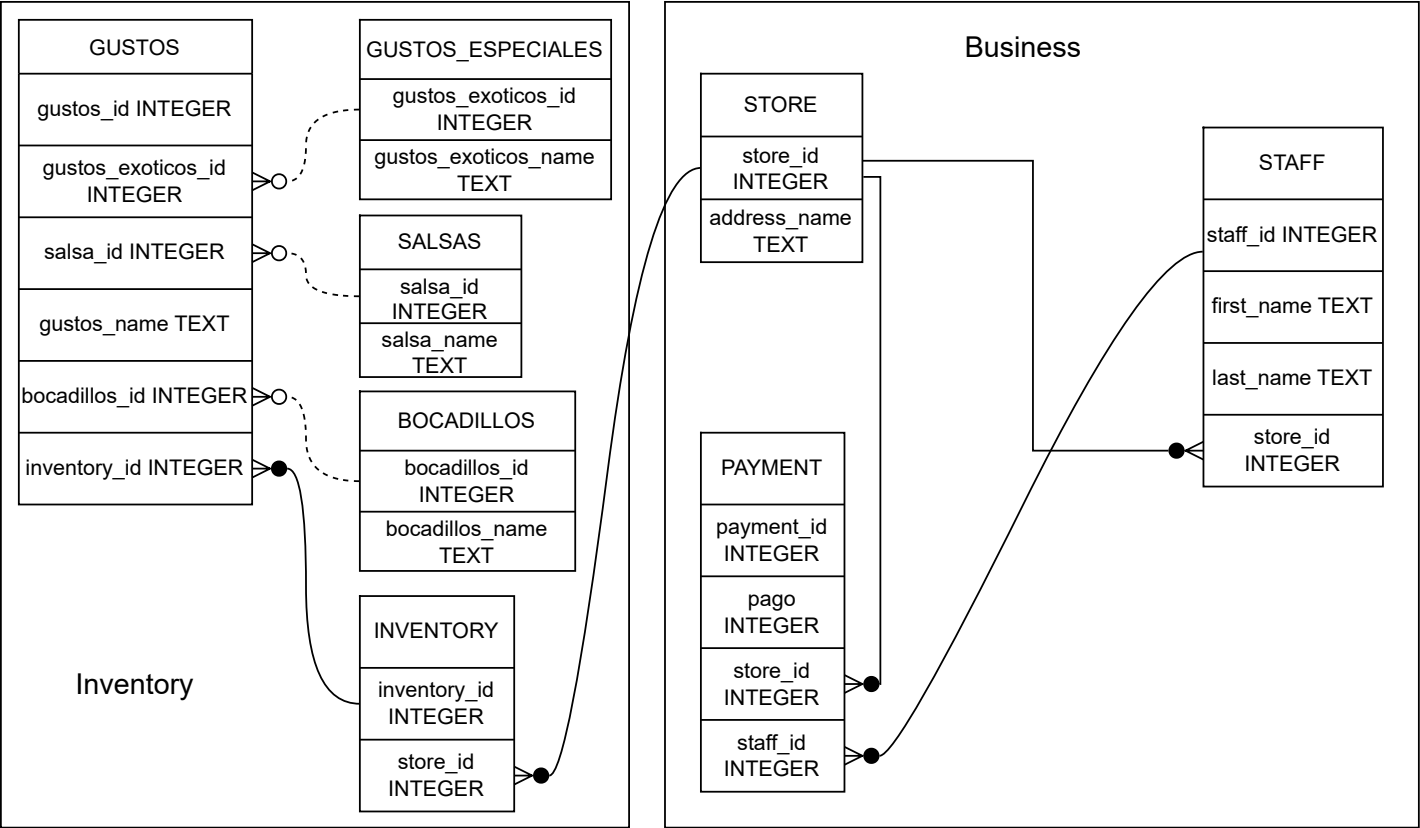 GUSTOS
gustos_id INTEGER
gustos_exoticos_id
INTEGER
salsa_id INTEGER
gustos_name TEXT
bocadillos_id INTEGER
inventory_id INTEGER
GUSTOS_ESPECIALES
gustos_exoticos_id
INTEGER
gustos_exoticos_name
TEXT
SALSAS
salsa_id
INTEGER
salsa_name
TEXT
BOCADILLOS
bocadillos_id
INTEGER
bocadillos_name
TEXT
INVENTORY
inventory_id
INTEGER
store_id
INTEGER
Inventory
Business
STORE
store_id
INTEGER
address_name
TEXT
PAYMENT
payment_id
INTEGER
pago
INTEGER
store_id
INTEGER
staff_id
INTEGER
STAFF
staff_id INTEGER
first_name TEXT
last_name TEXT
store_id
INTEGER